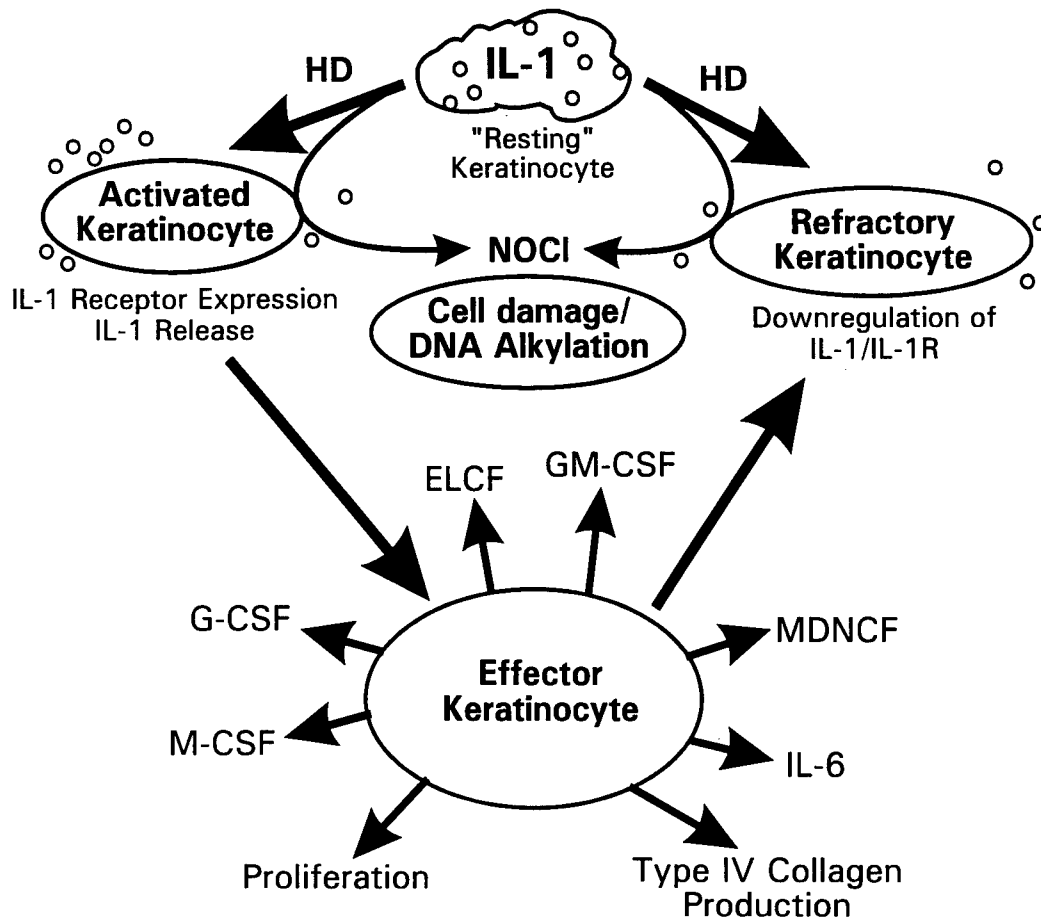 IL-1
HD
HD
"Resting"
Keratinocyte
Activated
Keratinocyte
Refractory
Keratinocyte
NOCI
IL-1 Receptor Expression
IL-1 Release
Cell damage/
DNA Alkylation
Downregulation of
IL-1/IL-1R
ELCF
GM-CSF
G-CSF
MDNCF
Effector
Keratinocyte
M-CSF
IL-6
Proliferation
Type IV Collagen
Production